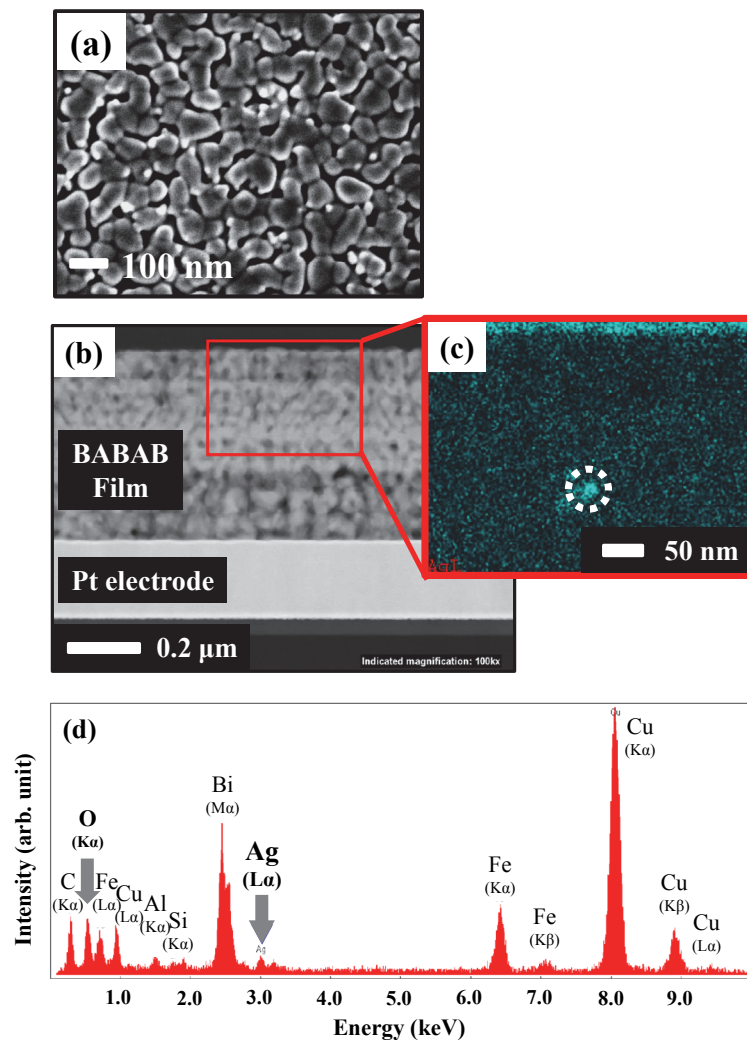 (a)
100 nm
(b)
BABAB
Film
Pt electrode
0.2 μm
Indicated magnification: 100kx
(c)
AgL
50 nm
(d)
Intensity (arb. unit)
C
(Kα)
O
(Kα)
Fe
(Lα)
Cu
(Lα)
Al
(Kα)
Si
(Kα)
Bi
(Mα)
Ag
(Lα)
Ag
Fe
(Kα)
Fe
(Kβ)
Cu
Cu
(Kα)
Cu
(Kβ)
Cu
(Lα)
1.0 2.0 3.0 4.0 5.0 6.0 7.0 8.0 9.0
Energy (keV)